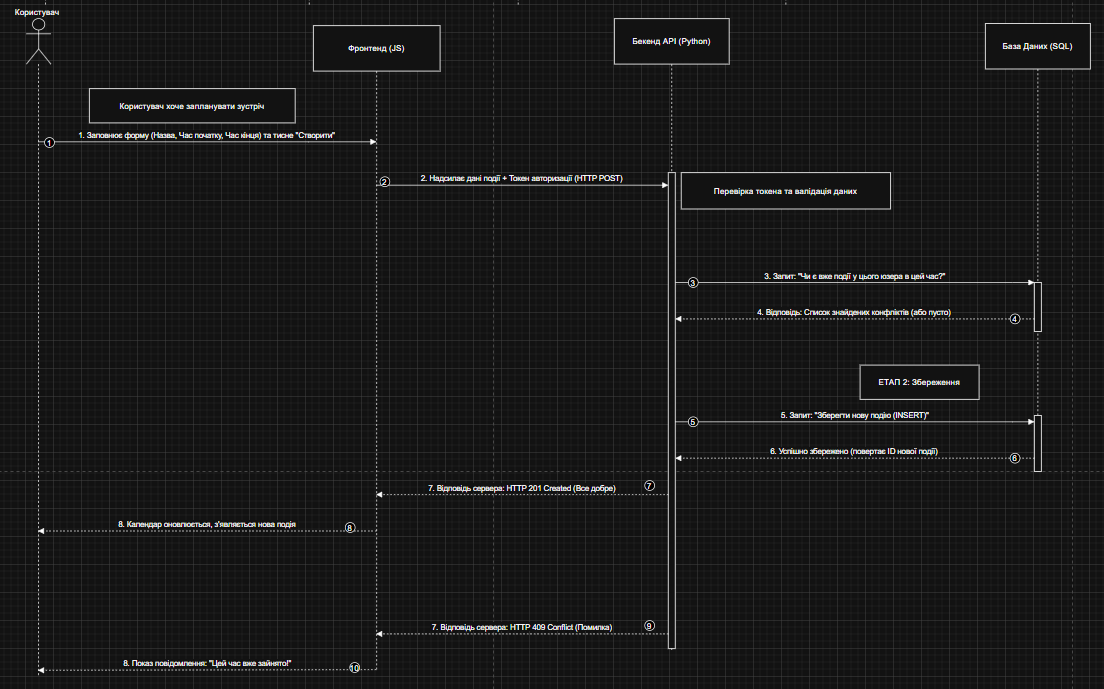 Користувач
Фронтенд (JS)
Бекенд API (Python)
База Даних (SQL)
Користувач хоче запланувати зустріч
1. Заповнює форму (Назва, Час початку, Час кінця) та тисне "Створити"
1
2. Надсилає дані події + Токен авторизації (HTTP POST)
2
Перевірка токена та валідація даних
3. Запит: "Чи є вже події у цього юзера в цей час?"
3
4. Відповідь: Список знайдених конфліктів (або пусто)
4
ЕТАП 2: Збереження
5. Запит: "Зберегти нову подію (INSERT)"
5
6. Успішно збережено (повертає ID нової події)
6
7. Відповідь сервера: HTTP 201 Created (Все добре)
7
8. Календар оновлюється, з'являється нова подія
8
7. Відповідь сервера: HTTP 409 Conflict (Помилка)
9
8. Показ повідомлення: "Цей час вже зайнято!"
10